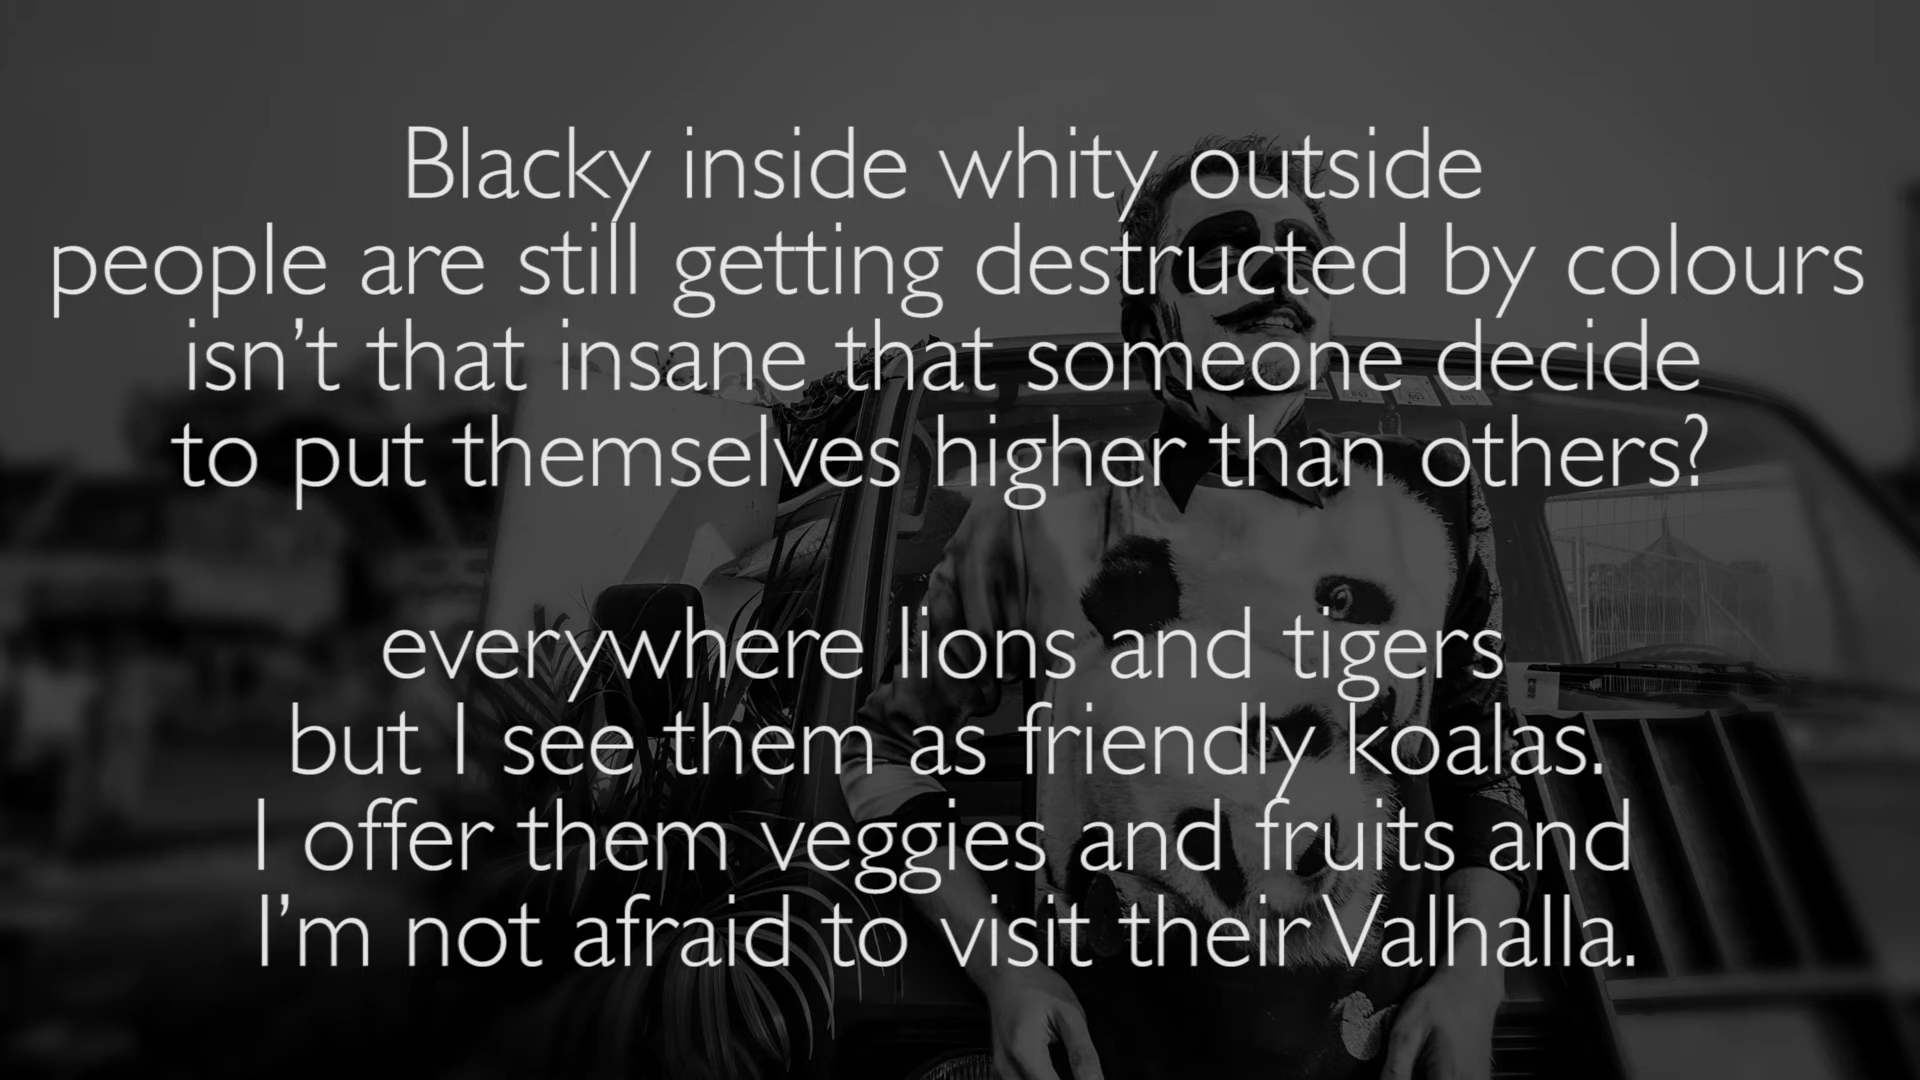 Blacky inside whity outside
people are still getting destructed by colours
isn't that insane that someone decide
to put themselves higher than others?
everywhere lions and tigers
but I see them as friendly koalas.
I offer them veggies and fruits and
I'm not afraid to visit their Valhalla.